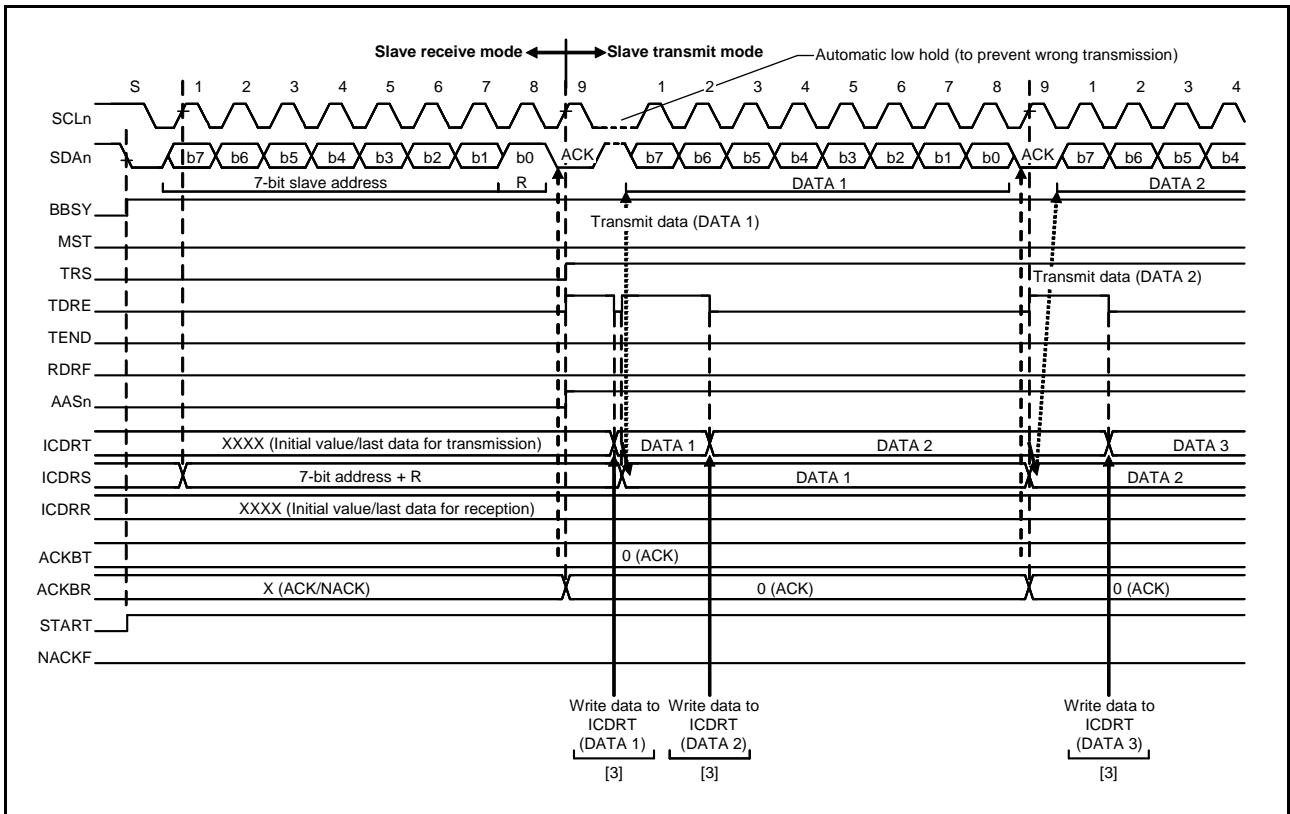 Slave receive mode Slave transmit mode
Automatic low hold (to prevent wrong transmission)
S 1 2 3 4 5 6 7 8 9 1 2 3 4 5 6 7 8 9 1 2 3 4
SCLn
SDAn b7 b6 b5 b4 b3 b2 b1 b0 ACK b7 b6 b5 b4 b3 b2 b1 b0 ACK b7 b6 b5 b4
7-bit slave address R DATA 1 DATA 2
BBSY
Transmit data (DATA 1)
MST
TRS
Transmit data (DATA 2)
TDRE
TEND
RDRF
AASn
ICDRT XXXX (Initial value/last data for transmission) DATA 1 DATA 2 DATA 3
ICDRS 7-bit address + R DATA 1 DATA 2
ICDRR XXXX (Initial value/last data for reception)
ACKBT 0 (ACK)
ACKBR X (ACK/NACK) 0 (ACK) 0 (ACK)
START
NACKF
Write data to Write data to Write data to
ICDRT ICDRT ICDRT
(DATA 1) (DATA 2) (DATA 3)
[3] [3] [3]